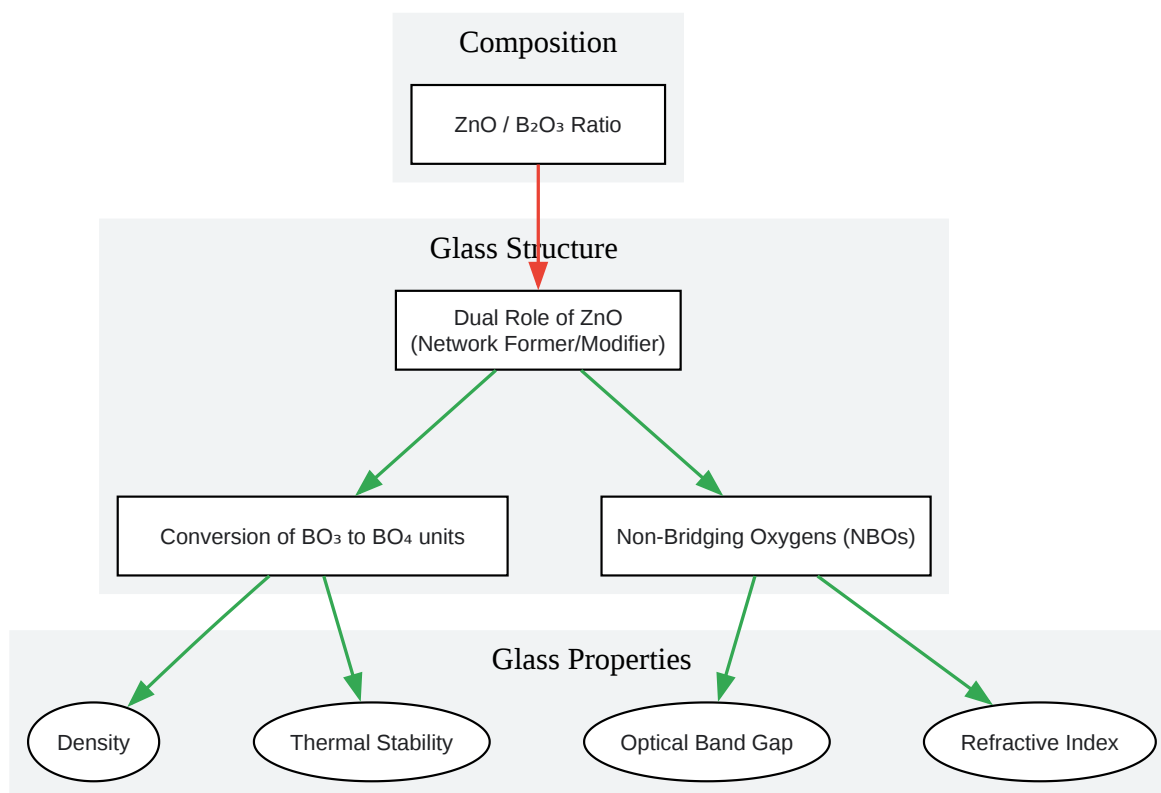 Composition
ZnO / B₂O₃ Ratio
Glass Structure
Dual Role of ZnO
(Network Former/Modifier)
Conversion of BO₃ to BO₄ units
Non-Bridging Oxygens (NBOs)
Glass Properties
Density
Thermal Stability
Optical Band Gap
Refractive Index